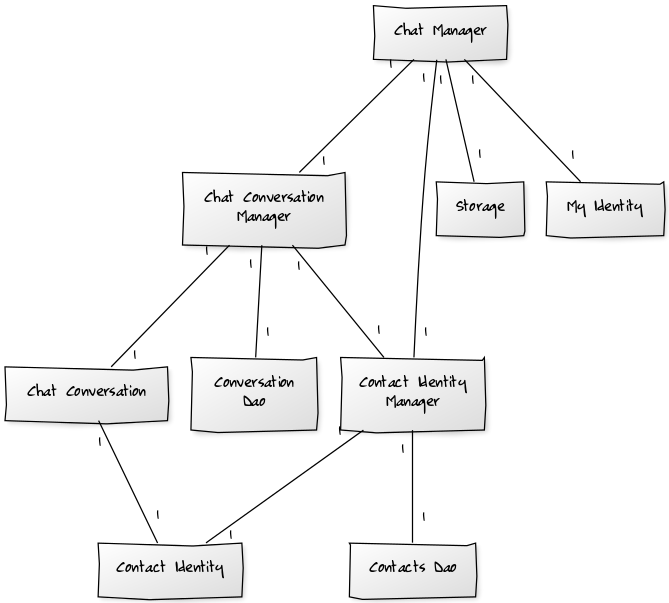 Chat Manager
1
1
1
1
1
1
1
Chat Conversation
Manager
Storage
My Identity
1
1
1
1
1
1
1
Chat Conversation
Conversation
Dao
Contact Identity
Manager
1
1
1
1
1
1
Contact Identity
Contacts Dao